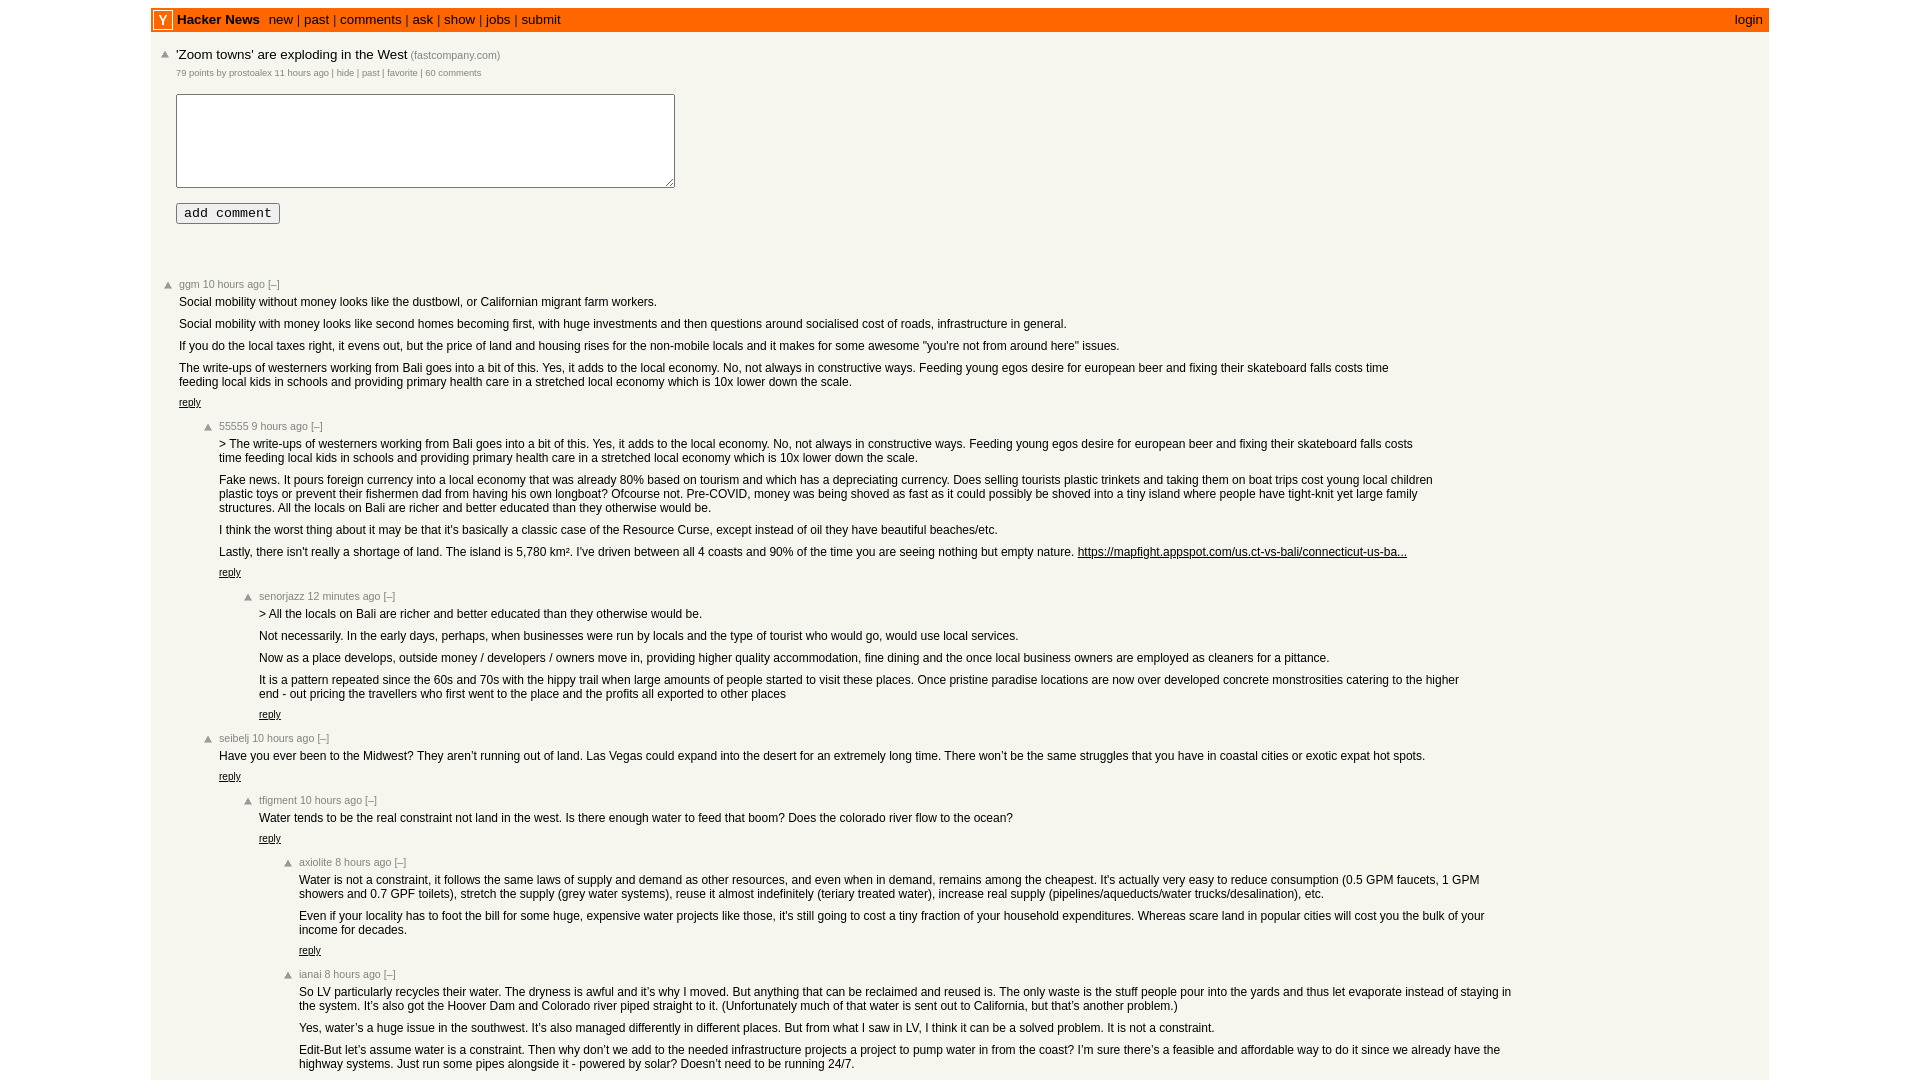 Y Hacker News new | past | comments | ask | show | jobs | submit login
'Zoom towns' are exploding in the West (fastcompany.com)
79 points by prostoalex 11 hours ago | hide | past | favorite | 60 comments
add comment
ggm 10 hours ago [–]
Social mobility without money looks like the dustbowl, or Californian migrant farm workers.
Social mobility with money looks like second homes becoming first, with huge investments and then questions around socialised cost of roads, infrastructure in general.
If you do the local taxes right, it evens out, but the price of land and housing rises for the non-mobile locals and it makes for some awesome "you're not from around here" issues.
The write-ups of westerners working from Bali goes into a bit of this. Yes, it adds to the local economy. No, not always in constructive ways. Feeding young egos desire for european beer and fixing their skateboard falls costs time
feeding local kids in schools and providing primary health care in a stretched local economy which is 10x lower down the scale.
reply
55555 9 hours ago [–]
> The write-ups of westerners working from Bali goes into a bit of this. Yes, it adds to the local economy. No, not always in constructive ways. Feeding young egos desire for european beer and fixing their skateboard falls costs
time feeding local kids in schools and providing primary health care in a stretched local economy which is 10x lower down the scale.
Fake news. It pours foreign currency into a local economy that was already 80% based on tourism and which has a depreciating currency. Does selling tourists plastic trinkets and taking them on boat trips cost young local children
plastic toys or prevent their fishermen dad from having his own longboat? Ofcourse not. Pre-COVID, money was being shoved as fast as it could possibly be shoved into a tiny island where people have tight-knit yet large family
structures. All the locals on Bali are richer and better educated than they otherwise would be.
I think the worst thing about it may be that it's basically a classic case of the Resource Curse, except instead of oil they have beautiful beaches/etc.
Lastly, there isn't really a shortage of land. The island is 5,780 km². I've driven between all 4 coasts and 90% of the time you are seeing nothing but empty nature. https://mapfight.appspot.com/us.ct-vs-bali/connecticut-us-ba...
reply
senorjazz 12 minutes ago [–]
> All the locals on Bali are richer and better educated than they otherwise would be.
Not necessarily. In the early days, perhaps, when businesses were run by locals and the type of tourist who would go, would use local services.
Now as a place develops, outside money / developers / owners move in, providing higher quality accommodation, fine dining and the once local business owners are employed as cleaners for a pittance.
It is a pattern repeated since the 60s and 70s with the hippy trail when large amounts of people started to visit these places. Once pristine paradise locations are now over developed concrete monstrosities catering to the higher
end - out pricing the travellers who first went to the place and the profits all exported to other places
reply
seibelj 10 hours ago [–]
Have you ever been to the Midwest? They aren’t running out of land. Las Vegas could expand into the desert for an extremely long time. There won’t be the same struggles that you have in coastal cities or exotic expat hot spots.
reply
tfigment 10 hours ago [–]
Water tends to be the real constraint not land in the west. Is there enough water to feed that boom? Does the colorado river flow to the ocean?
reply
axiolite 8 hours ago [–]
Water is not a constraint, it follows the same laws of supply and demand as other resources, and even when in demand, remains among the cheapest. It's actually very easy to reduce consumption (0.5 GPM faucets, 1 GPM
showers and 0.7 GPF toilets), stretch the supply (grey water systems), reuse it almost indefinitely (teriary treated water), increase real supply (pipelines/aqueducts/water trucks/desalination), etc.
Even if your locality has to foot the bill for some huge, expensive water projects like those, it's still going to cost a tiny fraction of your household expenditures. Whereas scare land in popular cities will cost you the bulk of your
income for decades.
reply
ianai 8 hours ago [–]
So LV particularly recycles their water. The dryness is awful and it’s why I moved. But anything that can be reclaimed and reused is. The only waste is the stuff people pour into the yards and thus let evaporate instead of staying in
the system. It’s also got the Hoover Dam and Colorado river piped straight to it. (Unfortunately much of that water is sent out to California, but that’s another problem.)
Yes, water’s a huge issue in the southwest. It’s also managed differently in different places. But from what I saw in LV, I think it can be a solved problem. It is not a constraint.
Edit-But let’s assume water is a constraint. Then why don’t we add to the needed infrastructure projects a project to pump water in from the coast? I’m sure there’s a feasible and affordable way to do it since we already have the
highway systems. Just run some pipes alongside it - powered by solar? Doesn’t need to be running 24/7.